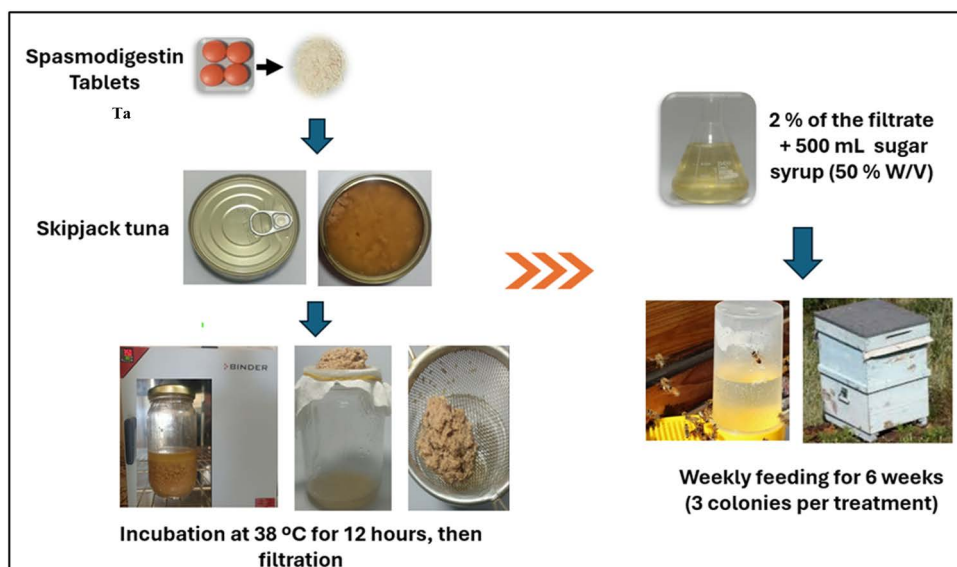 Spasmodigestin
Tablets
Ta
Skipjack tuna
BINDER
Incubation at 38 ºC for 12 hours, then
filtration
2 % of the filtrate
+ 500 mL sugar
syrup (50 % W/V)
Weekly feeding for 6 weeks
(3 colonies per treatment)